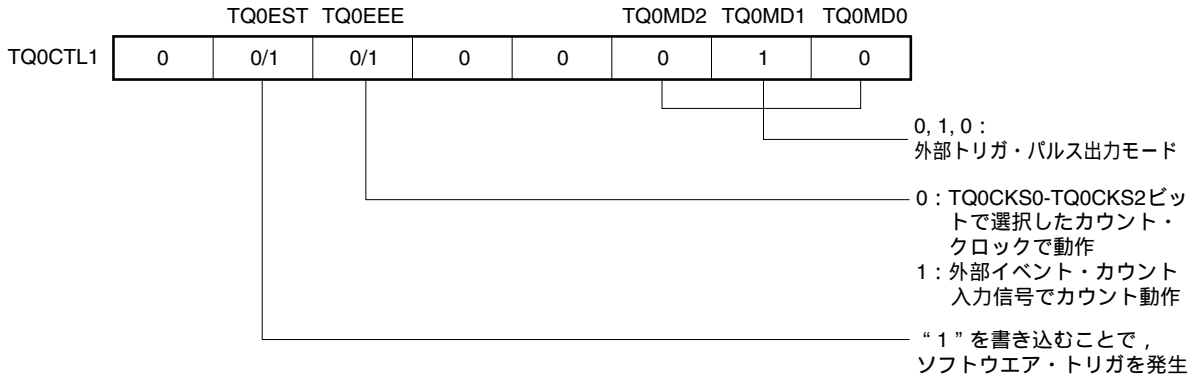 TQ0EST TQ0EEE TQ0MD2 TQ0MD1 TQ0MD0
TQ0CTL1 0 0/1 0/1 0 0 0 1 0
0, 1, 0：
外部トリガ・パルス出力モード
0：TQ0CKS0-TQ0CKS2ビッ
トで選択したカウント・
クロックで動作
1：外部イベント・カウント
入力信号でカウント動作
“1”を書き込むことで，
ソフトウエア・トリガを発生